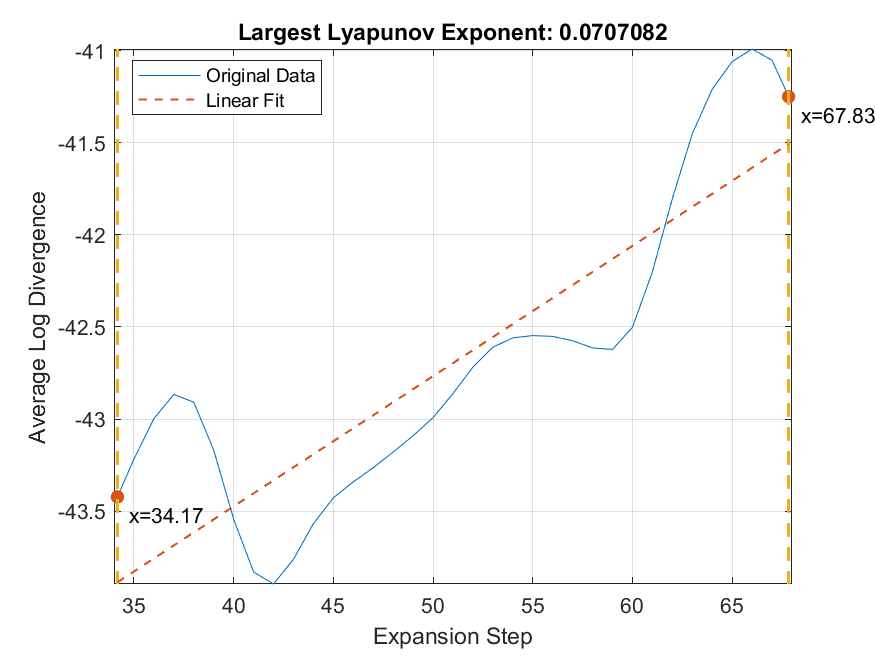 Largest Lyapunov Exponent: 0.0707082
Original Data
Linear Fit
Average Log Divergence
-41
-41.5
-42
-42.5
-43
-43.5
x=67.83
x=34.17
35 40 45 50 55 60 65
Expansion Step